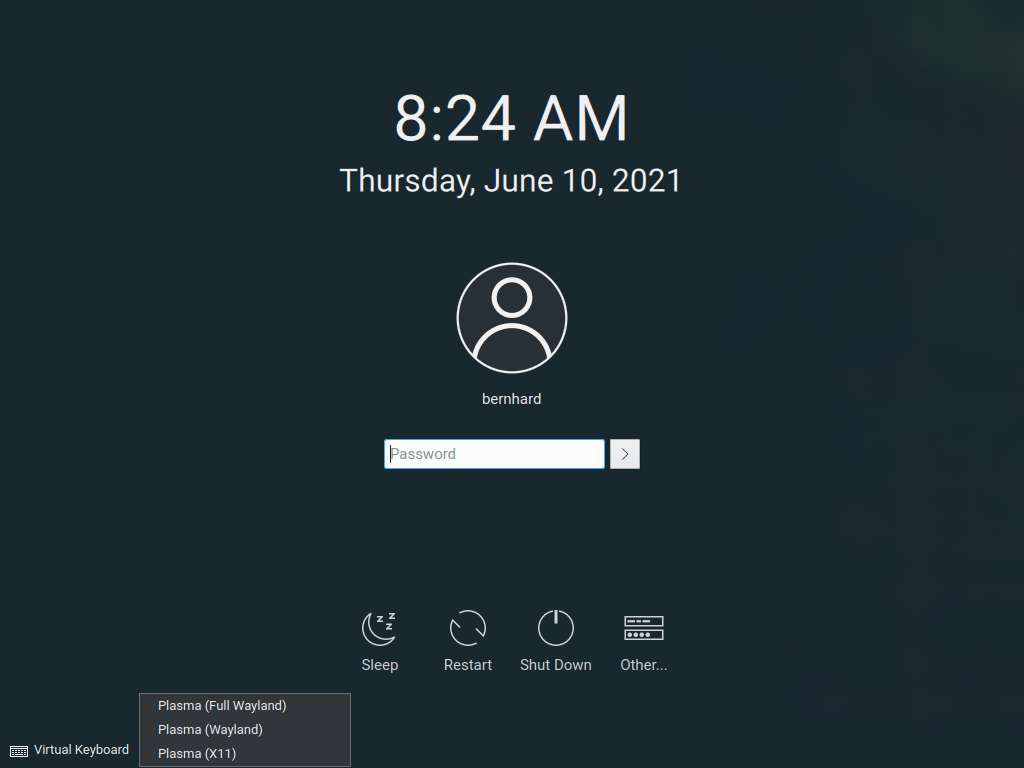 8:24 AM
Thursday, June 10, 2021
bernhard
Password
Sleep
Restart
Shut Down
Other...
Plasma (Full Wayland)
Plasma (Wayland)
Plasma (X11)
Virtual Keyboard